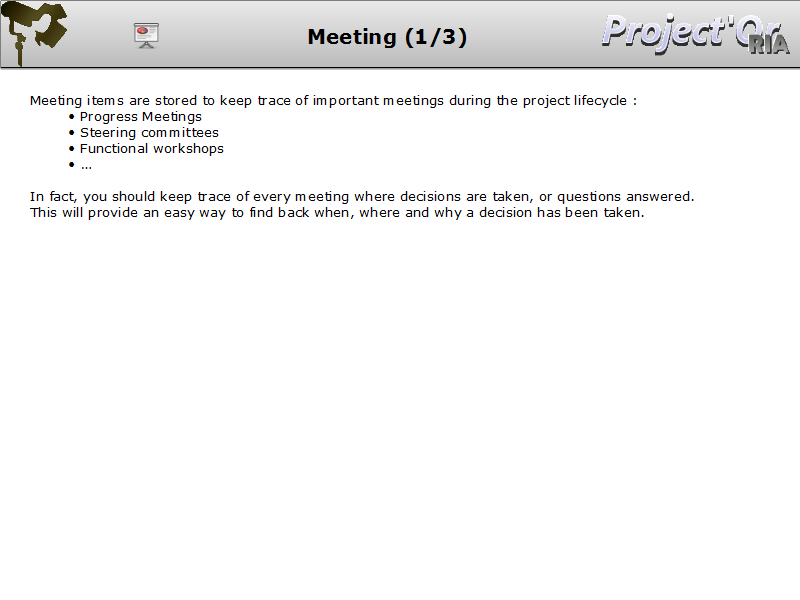 Meeting (1/3)
Project'Or
RIA
Meeting items are stored to keep trace of important meetings during the project lifecycle :
• Progress Meetings
• Steering committees
• Functional workshops
• ...
In fact, you should keep trace of every meeting where decisions are taken, or questions answered.
This will provide an easy way to find back when, where and why a decision has been taken.